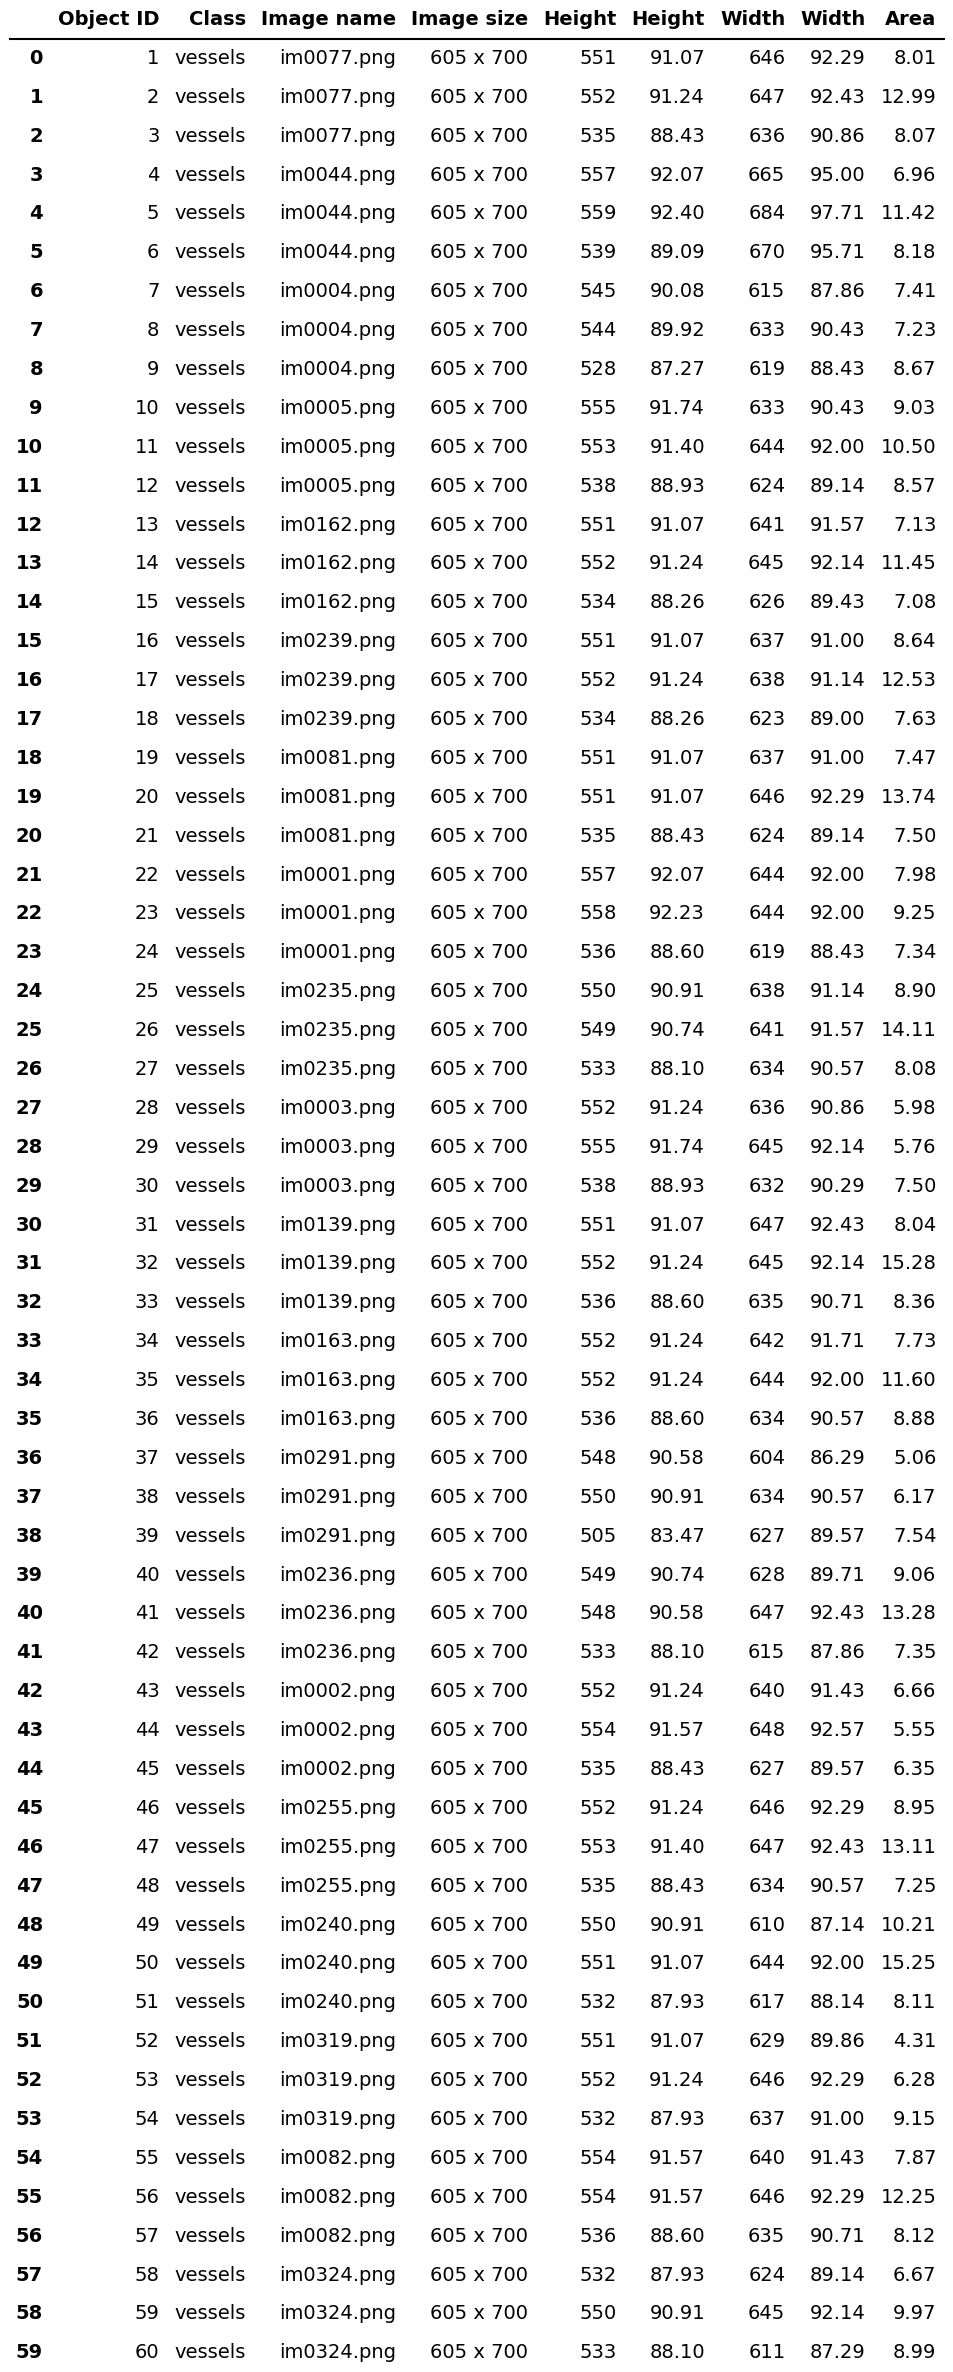 Object ID Class Image name Image size Height Height Width Width Area
0 1 vessels im0077.png 605 x 700 551 91.07 646 92.29 8.01
1 2 vessels im0077.png 605 x 700 552 91.24 647 92.43 12.99
2 3 vessels im0077.png 605 x 700 535 88.43 636 90.86 8.07
3 4 vessels im0044.png 605 x 700 557 92.07 665 95.00 6.96
4 5 vessels im0044.png 605 x 700 559 92.40 684 97.71 11.42
5 6 vessels im0044.png 605 x 700 539 89.09 670 95.71 8.18
6 7 vessels im0004.png 605 x 700 545 90.08 615 87.86 7.41
7 8 vessels im0004.png 605 x 700 544 89.92 633 90.43 7.23
8 9 vessels im0004.png 605 x 700 528 87.27 619 88.43 8.67
9 10 vessels im0005.png 605 x 700 555 91.74 633 90.43 9.03
10 11 vessels im0005.png 605 x 700 553 91.40 644 92.00 10.50
11 12 vessels im0005.png 605 x 700 538 88.93 624 89.14 8.57
12 13 vessels im0162.png 605 x 700 551 91.07 641 91.57 7.13
13 14 vessels im0162.png 605 x 700 552 91.24 645 92.14 11.45
14 15 vessels im0162.png 605 x 700 534 88.26 626 89.43 7.08
15 16 vessels im0239.png 605 x 700 551 91.07 637 91.00 8.64
16 17 vessels im0239.png 605 x 700 552 91.24 638 91.14 12.53
17 18 vessels im0239.png 605 x 700 534 88.26 623 89.00 7.63
18 19 vessels im0081.png 605 x 700 551 91.07 637 91.00 7.47
19 20 vessels im0081.png 605 x 700 551 91.07 646 92.29 13.74
20 21 vessels im0081.png 605 x 700 535 88.43 624 89.14 7.50
21 22 vessels im0001.png 605 x 700 557 92.07 644 92.00 7.98
22 23 vessels im0001.png 605 x 700 558 92.23 644 92.00 9.25
23 24 vessels im0001.png 605 x 700 536 88.60 619 88.43 7.34
24 25 vessels im0235.png 605 x 700 550 90.91 638 91.14 8.90
25 26 vessels im0235.png 605 x 700 549 90.74 641 91.57 14.11
26 27 vessels im0235.png 605 x 700 533 88.10 634 90.57 8.08
27 28 vessels im0003.png 605 x 700 552 91.24 636 90.86 5.98
28 29 vessels im0003.png 605 x 700 555 91.74 645 92.14 5.76
29 30 vessels im0003.png 605 x 700 538 88.93 632 90.29 7.50
30 31 vessels im0139.png 605 x 700 551 91.07 647 92.43 8.04
31 32 vessels im0139.png 605 x 700 552 91.24 645 92.14 15.28
32 33 vessels im0139.png 605 x 700 536 88.60 635 90.71 8.36
33 34 vessels im0163.png 605 x 700 552 91.24 642 91.71 7.73
34 35 vessels im0163.png 605 x 700 552 91.24 644 92.00 11.60
35 36 vessels im0163.png 605 x 700 536 88.60 634 90.57 8.88
36 37 vessels im0291.png 605 x 700 548 90.58 604 86.29 5.06
37 38 vessels im0291.png 605 x 700 550 90.91 634 90.57 6.17
38 39 vessels im0291.png 605 x 700 505 83.47 627 89.57 7.54
39 40 vessels im0236.png 605 x 700 549 90.74 628 89.71 9.06
40 41 vessels im0236.png 605 x 700 548 90.58 647 92.43 13.28
41 42 vessels im0236.png 605 x 700 533 88.10 615 87.86 7.35
42 43 vessels im0002.png 605 x 700 552 91.24 640 91.43 6.66
43 44 vessels im0002.png 605 x 700 554 91.57 648 92.57 5.55
44 45 vessels im0002.png 605 x 700 535 88.43 627 89.57 6.35
45 46 vessels im0255.png 605 x 700 552 91.24 646 92.29 8.95
46 47 vessels im0255.png 605 x 700 553 91.40 647 92.43 13.11
47 48 vessels im0255.png 605 x 700 535 88.43 634 90.57 7.25
48 49 vessels im0240.png 605 x 700 550 90.91 610 87.14 10.21
49 50 vessels im0240.png 605 x 700 551 91.07 644 92.00 15.25
50 51 vessels im0240.png 605 x 700 532 87.93 617 88.14 8.11
51 52 vessels im0319.png 605 x 700 551 91.07 629 89.86 4.31
52 53 vessels im0319.png 605 x 700 552 91.24 646 92.29 6.28
53 54 vessels im0319.png 605 x 700 532 87.93 637 91.00 9.15
54 55 vessels im0082.png 605 x 700 554 91.57 640 91.43 7.87
55 56 vessels im0082.png 605 x 700 554 91.57 646 92.29 12.25
56 57 vessels im0082.png 605 x 700 536 88.60 635 90.71 8.12
57 58 vessels im0324.png 605 x 700 532 87.93 624 89.14 6.67
58 59 vessels im0324.png 605 x 700 550 90.91 645 92.14 9.97
59 60 vessels im0324.png 605 x 700 533 88.10 611 87.29 8.99